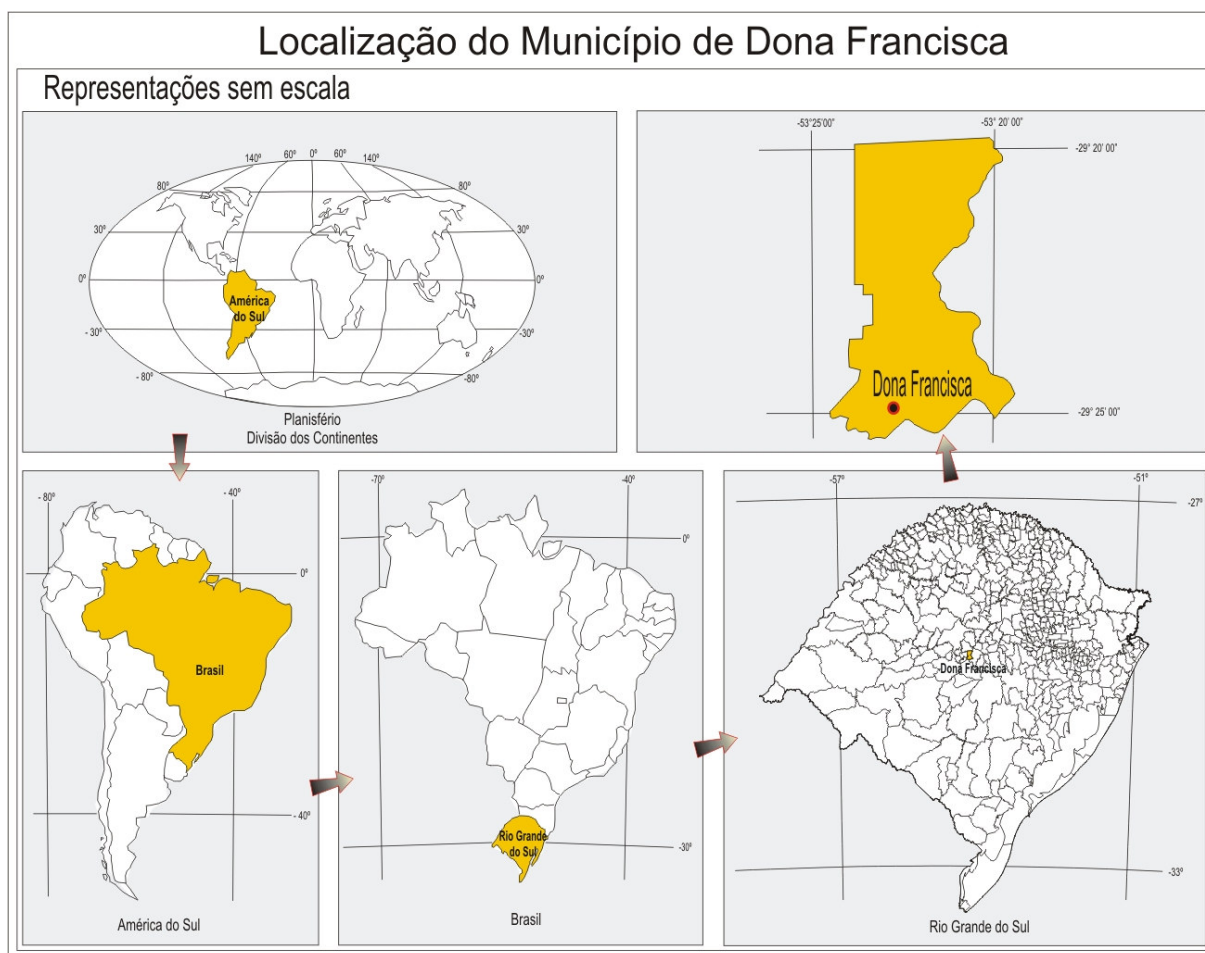 Localização do Município de Dona Francisca
Representações sem escala
140º 60º 0º 60º 140º
80º 80º
30º 30º
0º 0º
América
do Sul
- 30º -30º
- 80º -80º
Planisfério
Divisão dos Continentes
-53° 25'00" -53° 20' 00"
-29° 20' 00"
Dona Francisca
-29° 25' 00"
- 80º - 40º
0º
Brasil
- 40º
América do Sul
-70º -40º
0º
Rio Grande
do Sul
-30º
Brasil
-57º -51º
-27º
Dona Francisca
-33º
Rio Grande do Sul